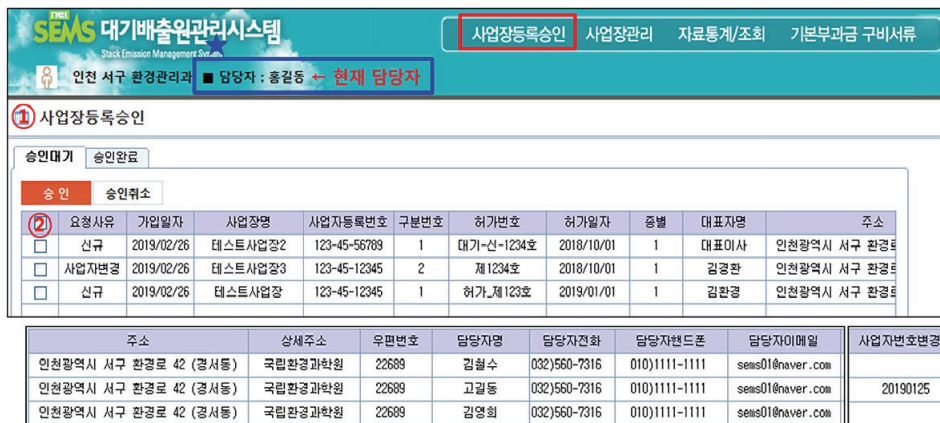 SEMS 대기배출원관리시스템
Stack Emission Management System
사업장등록승인 사업장관리 자료통계/조회 기본부과금 구비서류
인천 서구 환경관리과 ■ 담당자 : 홍길동 ← 현재 담당자
① 사업장등록승인
승인대기 승인완료
승 인 승인취소
② 요청사유 가입일자 사업장명 사업자등록번호 구분번호 허가번호 허가일자 종별 대표자명 주소
신규 2019/02/26 테스트사업장2 123-45-56789 1 대기-신-1234호 2018/10/01 1 대표이사 인천광역시 서구 환경로
사업자변경 2019/02/26 테스트사업장3 123-45-12345 2 제1234호 2018/10/01 1 김경환 인천광역시 서구 환경로
신규 2019/02/26 테스트사업장 123-45-12345 1 허가_제123호 2019/01/01 1 김환경 인천광역시 서구 환경로
주소 상세주소 우편번호 담당자명 담당자전화 담당자핸드폰 담당자이메일 사업자번호변경
인천광역시 서구 환경로 42 (경서동) 국립환경과학원 22689 김철수 032)560-7316 010)1111-1111 sems01@naver.com
인천광역시 서구 환경로 42 (경서동) 국립환경과학원 22689 고길동 032)560-7316 010)1111-1111 sems01@naver.com 20190125
인천광역시 서구 환경로 42 (경서동) 국립환경과학원 22689 김영희 032)560-7316 010)1111-1111 sems01@naver.com